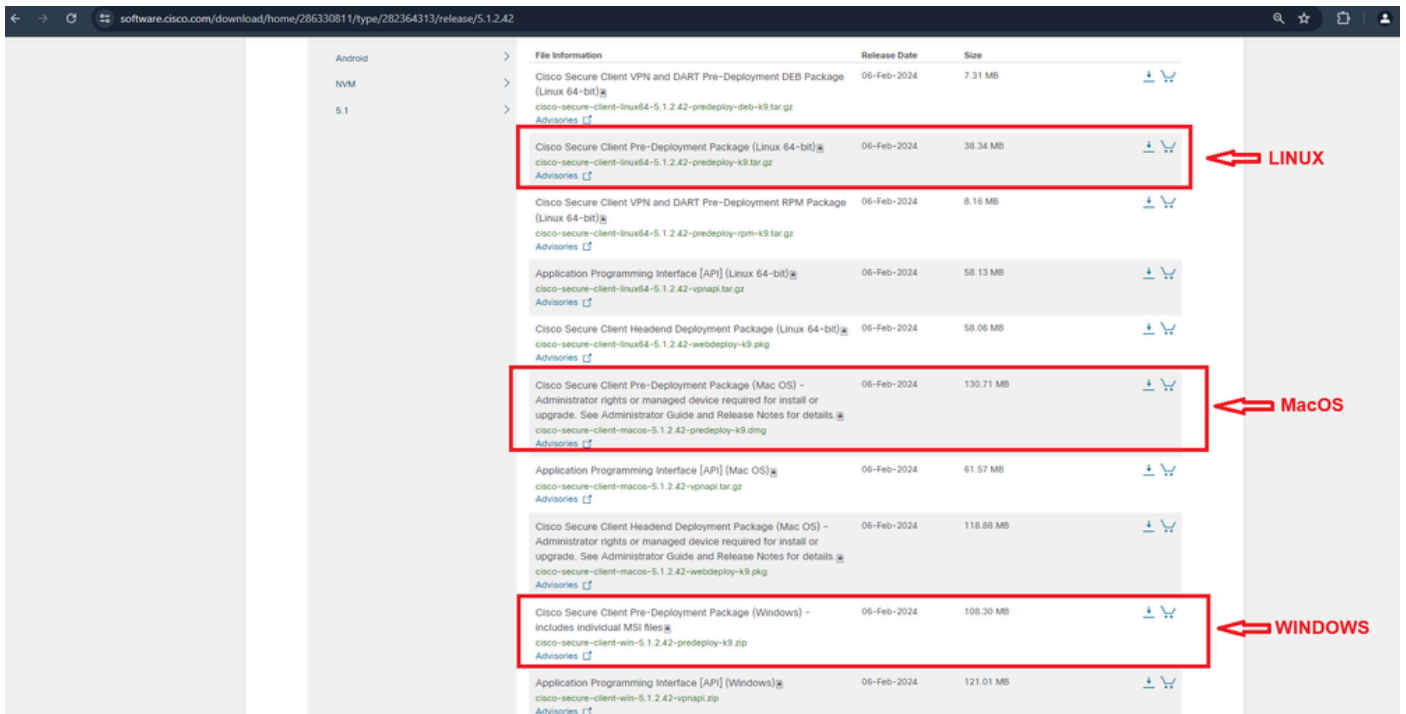 software.cisco.com/download/home/286330811/type/282364313/release/5.1.2.42
Android
NVM
5.1
File Information Release Date Size
Cisco Secure Client VPN and DART Pre-Deployment DEB Package 06-Feb-2024 7.31 MB
(Linux 64-bit)
cisco-secure-client-linux64-5.1.2.42-predeploy-deb-k9.tar.gz
Advisories
Cisco Secure Client Pre-Deployment Package (Linux 64-bit) 06-Feb-2024 38.34 MB
cisco-secure-client-linux64-5.1.2.42-predeploy-k9.tar.gz
Advisories
LINUX
Cisco Secure Client VPN and DART Pre-Deployment RPM Package 06-Feb-2024 8.16 MB
(Linux 64-bit)
cisco-secure-client-linux64-5.1.2.42-predeploy-rpm-k9.tar.gz
Advisories
Application Programming Interface [API] (Linux 64-bit) 06-Feb-2024 58.13 MB
cisco-secure-client-linux64-5.1.2.42-vpnapi.tar.gz
Advisories
Cisco Secure Client Headend Deployment Package (Linux 64-bit) 06-Feb-2024 58.06 MB
cisco-secure-client-linux64-5.1.2.42-webdeploy-k9.pkg
Advisories
Cisco Secure Client Pre-Deployment Package (Mac OS) - 06-Feb-2024 130.71 MB
Administrator rights or managed device required for install or
upgrade. See Administrator Guide and Release Notes for details.
cisco-secure-client-macos-5.1.2.42-predeploy-k9.dmg
Advisories
MacOS
Application Programming Interface [API] (Mac OS) 06-Feb-2024 61.57 MB
cisco-secure-client-macos-5.1.2.42-vpnapi.tar.gz
Advisories
Cisco Secure Client Headend Deployment Package (Mac OS) - 06-Feb-2024 118.88 MB
Administrator rights or managed device required for install or
upgrade. See Administrator Guide and Release Notes for details.
cisco-secure-client-macos-5.1.2.42-webdeploy-k9.pkg
Advisories
Cisco Secure Client Pre-Deployment Package (Windows) - 06-Feb-2024 108.30 MB
includes individual MSI files
cisco-secure-client-win-5.1.2.42-predeploy-k9.zip
Advisories
WINDOWS
Application Programming Interface [API] (Windows) 06-Feb-2024 121.01 MB
cisco-secure-client-win-5.1.2.42-vpnapi.zip
Advisories